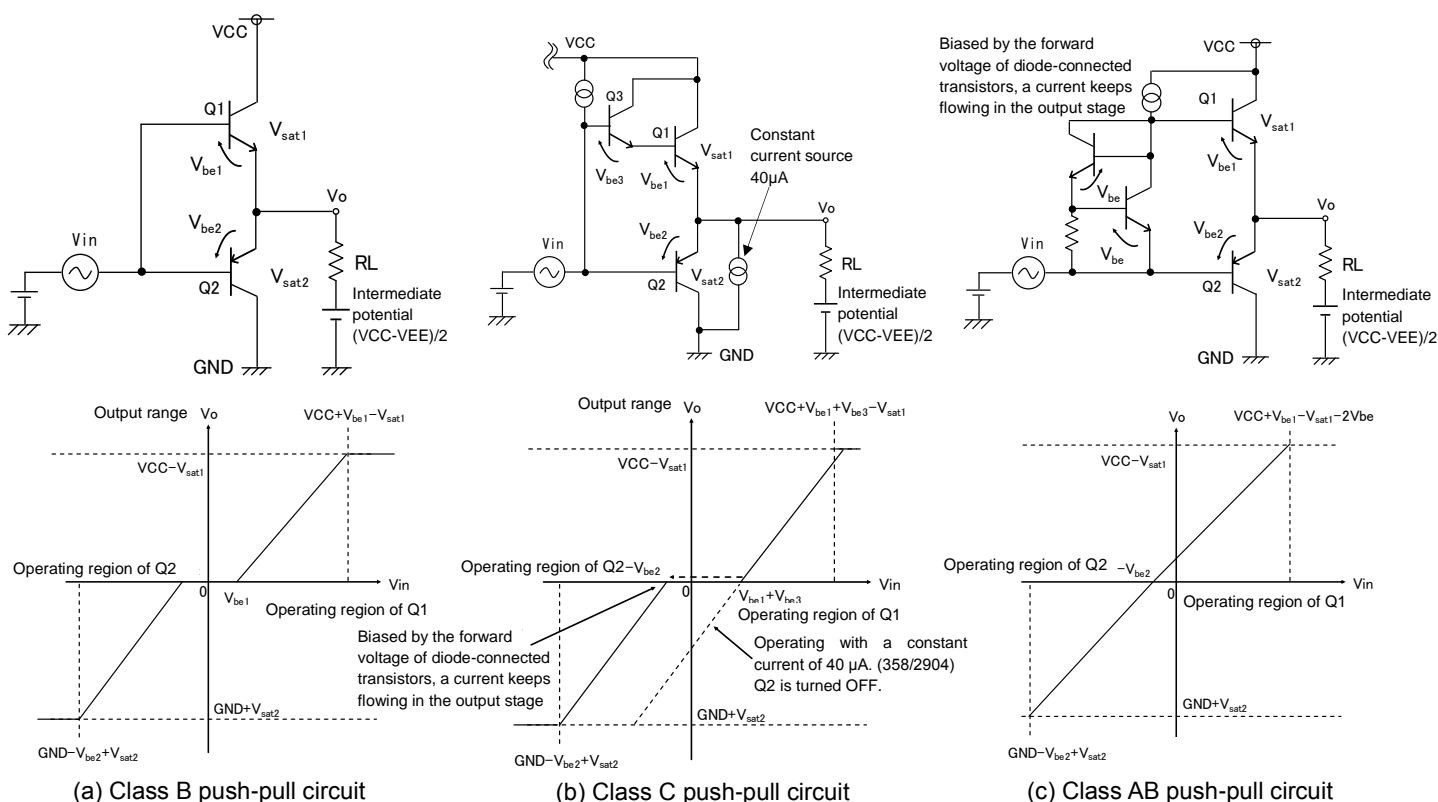 VCC
Q1
Vsat1
Vbe1
Vbe2
Vo
Vin
RL
Vsat2
Q2
Intermediate
potential
(VCC-VEE)/2
GND
Output range
Vo
VCC+Vbe1−Vsat1
VCC−Vsat1
Operating region of Q2
0
Vbe1
Vin
Operating region of Q1
GND+Vsat2
GND−Vbe2+Vsat2
(a) Class B push-pull circuit
VCC
Q3
Q1
Vsat1
Constant
current source
40μA
Vbe3
Vbe1
Vo
Vbe2
Vin
RL
Vsat2
Q2
Intermediate
potential
(VCC-VEE)/2
GND
Output range
Vo
VCC+Vbe1+Vbe3−Vsat1
VCC−Vsat1
Operating region of Q2−Vbe2
0
Vbe1+Vbe3
Vin
Operating region of Q1
Biased by the forward
voltage of diode-connected
transistors, a current keeps
flowing in the output stage
Operating with a constant
current of 40 μA. (358/2904)
Q2 is turned OFF.
GND+Vsat2
GND−Vbe2+Vsat2
(b) Class C push-pull circuit
Biased by the forward
voltage of diode-connected
transistors, a current keeps
flowing in the output stage
VCC
Q1
Vsat1
Vbe1
Vbe
Vbe
Vo
Vbe2
Vin
RL
Vsat2
Q2
Intermediate
potential
(VCC-VEE)/2
GND
Output range
Vo
VCC+Vbe1−Vsat1−2Vbe
VCC−Vsat1
Operating region of Q2
−Vbe2
0
Vin
Operating region of Q1
GND+Vsat2
GND−Vbe2+Vsat2
(c) Class AB push-pull circuit